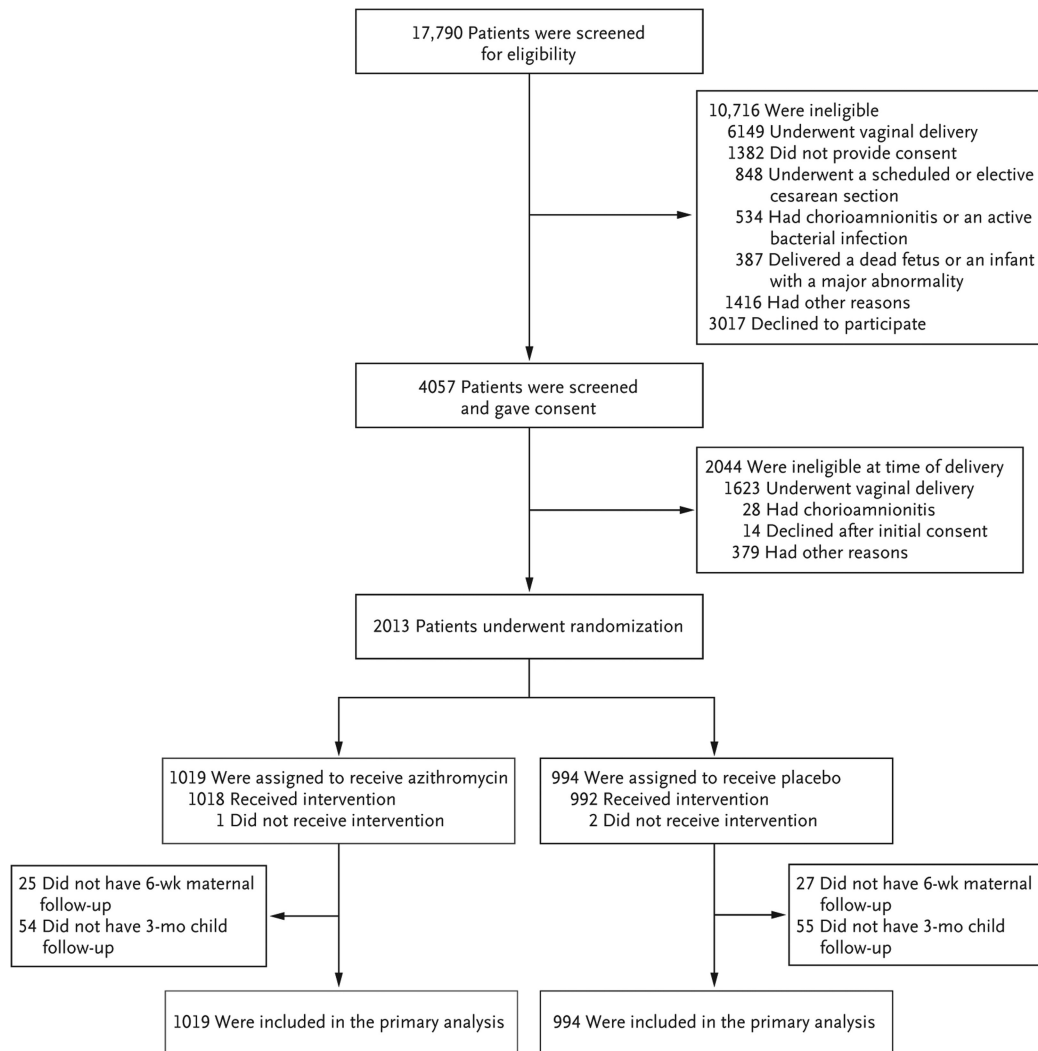 17,790 Patients were screened
for eligibility
10,716 Were ineligible
6149 Underwent vaginal delivery
1382 Did not provide consent
848 Underwent a scheduled or elective
cesarean section
534 Had chorioamnionitis or an active
bacterial infection
387 Delivered a dead fetus or an infant
with a major abnormality
1416 Had other reasons
3017 Declined to participate
4057 Patients were screened
and gave consent
2044 Were ineligible at time of delivery
1623 Underwent vaginal delivery
28 Had chorioamnionitis
14 Declined after initial consent
379 Had other reasons
2013 Patients underwent randomization
1019 Were assigned to receive azithromycin
1018 Received intervention
1 Did not receive intervention
994 Were assigned to receive placebo
992 Received intervention
2 Did not receive intervention
25 Did not have 6-wk maternal
follow-up
54 Did not have 3-mo child
follow-up
27 Did not have 6-wk maternal
follow-up
55 Did not have 3-mo child
follow-up
1019 Were included in the primary analysis
994 Were included in the primary analysis